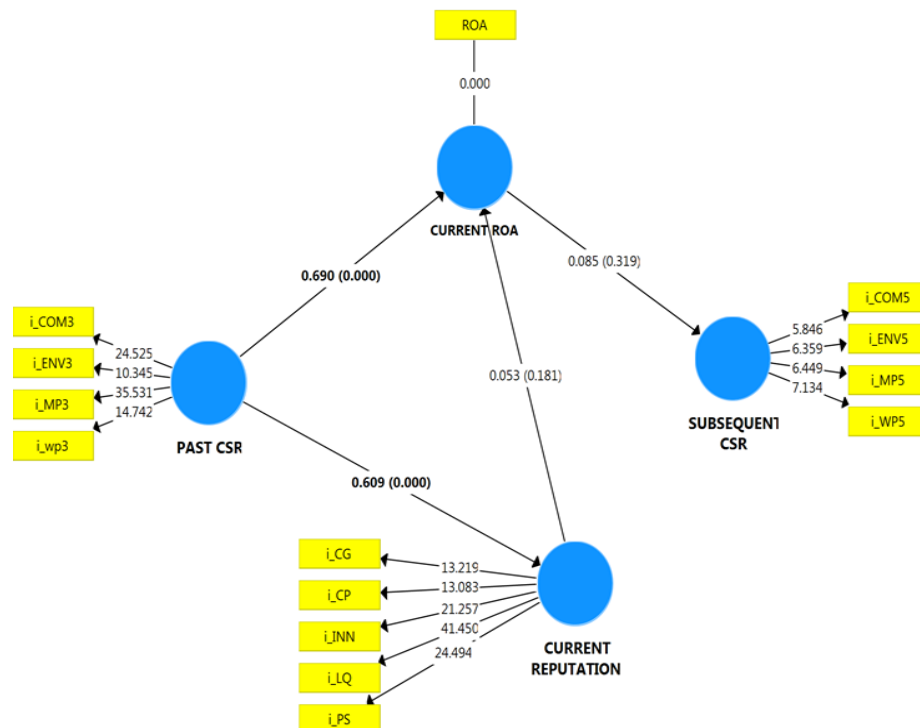 ROA
0.000
CURRENT ROA
0.690 (0.000)
0.085 (0.319)
0.053 (0.181)
i_COM3
i_ENV3
i_MP3
i_wp3
24.525
10.345
35.531
14.742
PAST CSR
i_COM5
i_ENV5
i_MP5
i_WP5
5.846
6.359
6.449
7.134
SUBSEQUENT
CSR
0.609 (0.000)
i_CG
i_CP
i_INN
i_LQ
i_PS
13.219
13.083
21.257
41.450
24.494
CURRENT
REPUTATION